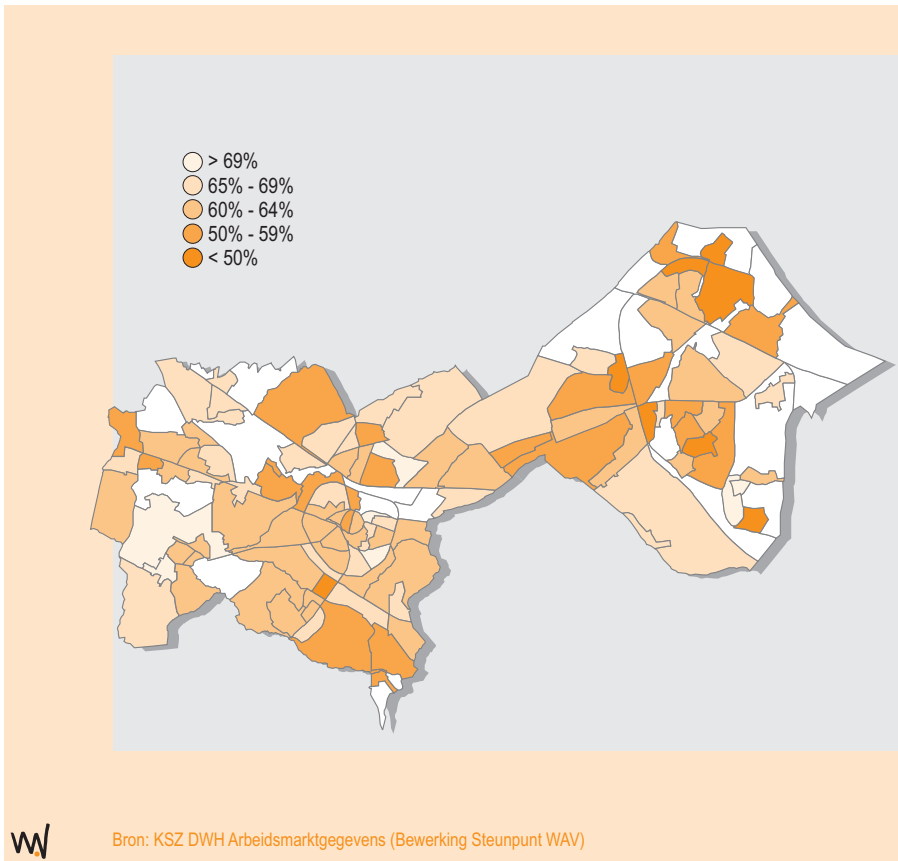 > 69%
65% - 69%
60% - 64%
50% - 59%
< 50%
Bron: KSZ DWH Arbeidsmarktgegevens (Bewerking Steunpunt WAV)